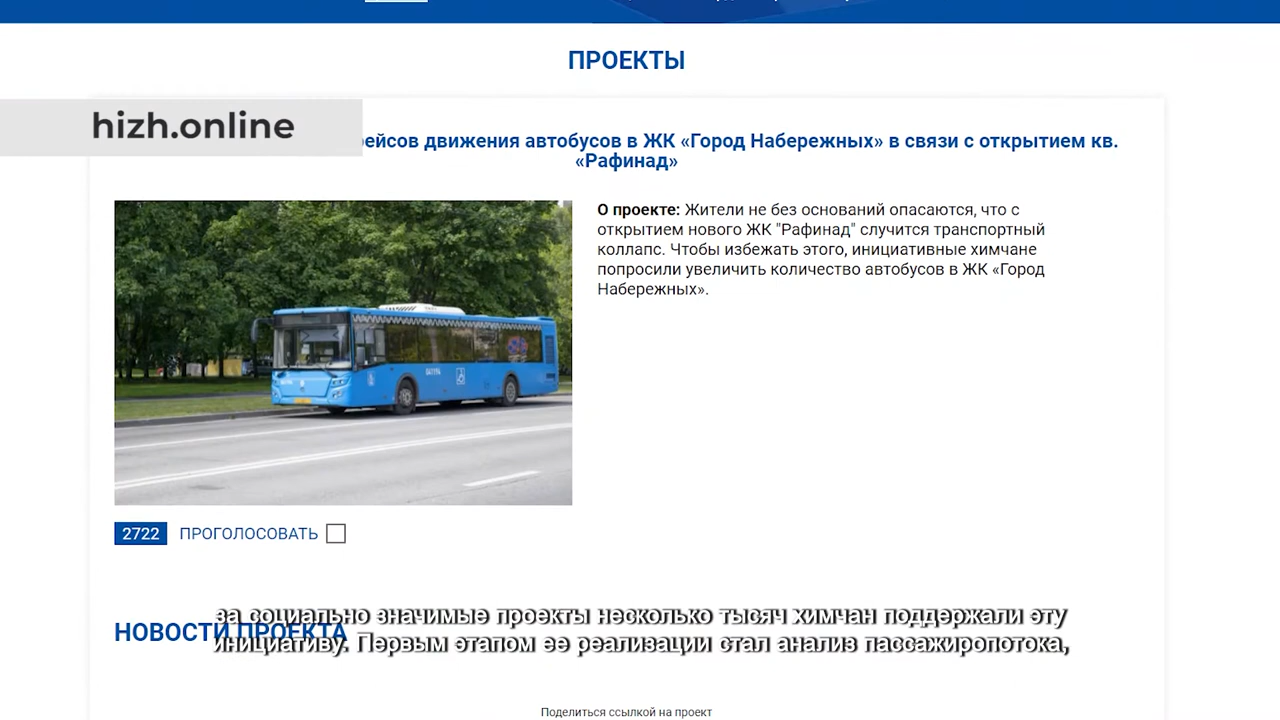 ПРОЕКТЫ
hizh.online
рейсов движения автобусов в ЖК «Город Набережных» в связи с открытием кв.
«Рафинад»
О проекте: Жители не без оснований опасаются, что с
открытием нового ЖК "Рафинад" случится транспортный
коллапс. Чтобы избежать этого, инициативные химчане
попросили увеличить количество автобусов в ЖК «Город
Набережных».
2722 ПРОГОЛОСОВАТЬ
за социально значимые проекты несколько тысяч химчан поддержали эту
НОВОСТИ ПРОЕКТА
инициативу. Первым этапом ее реализации стал анализ пассажиропотока,
Поделиться ссылкой на проект